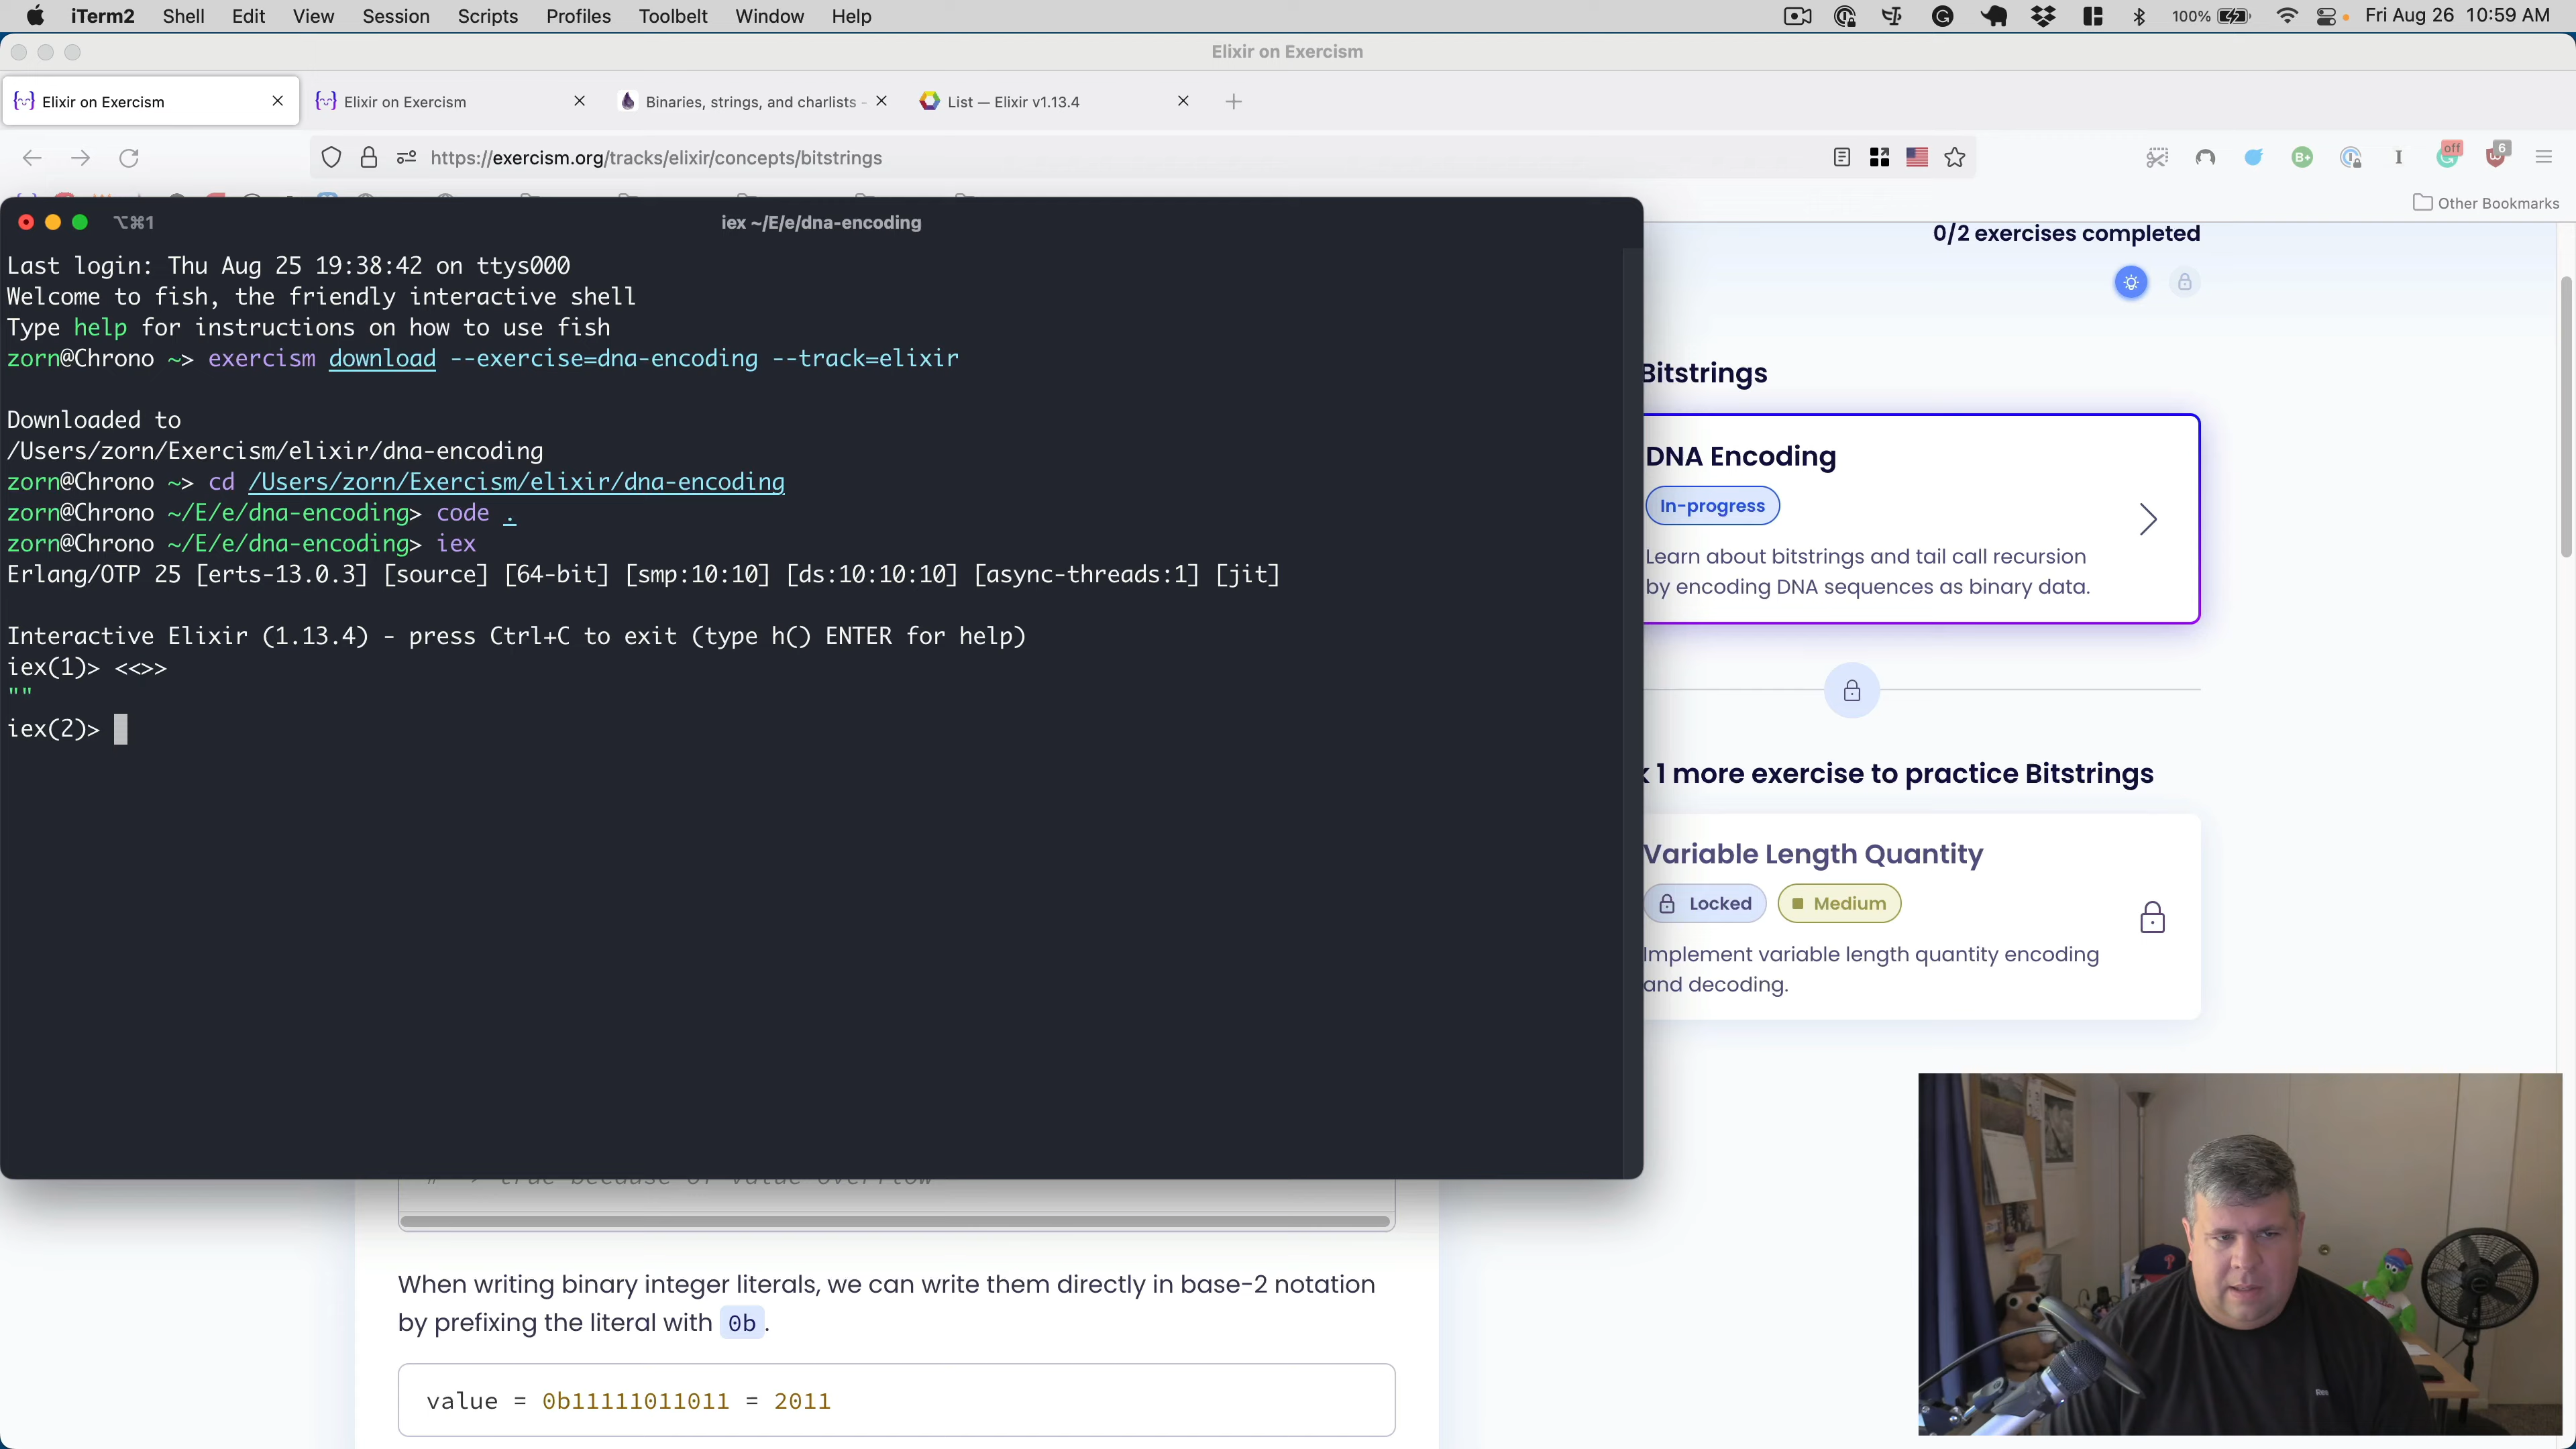 iTerm2 Shell Edit View Session Scripts Profiles Toolbelt Window Help 100% Fri Aug 26 10:59 AM
Elixir on Exercism
Elixir on Exercism Elixir on Exercism Binaries, strings, and charlists - List — Elixir v1.13.4
https://exercism.org/tracks/elixir/concepts/bitstrings off 6
Other Bookmarks
⌥⌘1 iex ~/E/e/dna-encoding
Last login: Thu Aug 25 19:38:42 on ttys000
Welcome to fish, the friendly interactive shell
Type help for instructions on how to use fish
zorn@Chrono ~> exercism download --exercise=dna-encoding --track=elixir
Downloaded to
/Users/zorn/Exercism/elixir/dna-encoding
zorn@Chrono ~> cd /Users/zorn/Exercism/elixir/dna-encoding
zorn@Chrono ~/E/e/dna-encoding> code .
zorn@Chrono ~/E/e/dna-encoding> iex
Erlang/OTP 25 [erts-13.0.3] [source] [64-bit] [smp:10:10] [ds:10:10:10] [async-threads:1] [jit]
Interactive Elixir (1.13.4) - press Ctrl+C to exit (type h() ENTER for help)
iex(1)> <<>>
""
iex(2)>
0/2 exercises completed
Bitstrings
DNA Encoding
In-progress
Learn about bitstrings and tail call recursion
by encoding DNA sequences as binary data.
k 1 more exercise to practice Bitstrings
Variable Length Quantity
Locked Medium
Implement variable length quantity encoding
and decoding.
When writing binary integer literals, we can write them directly in base-2 notation
by prefixing the literal with 0b.
value = 0b11111011011 = 2011